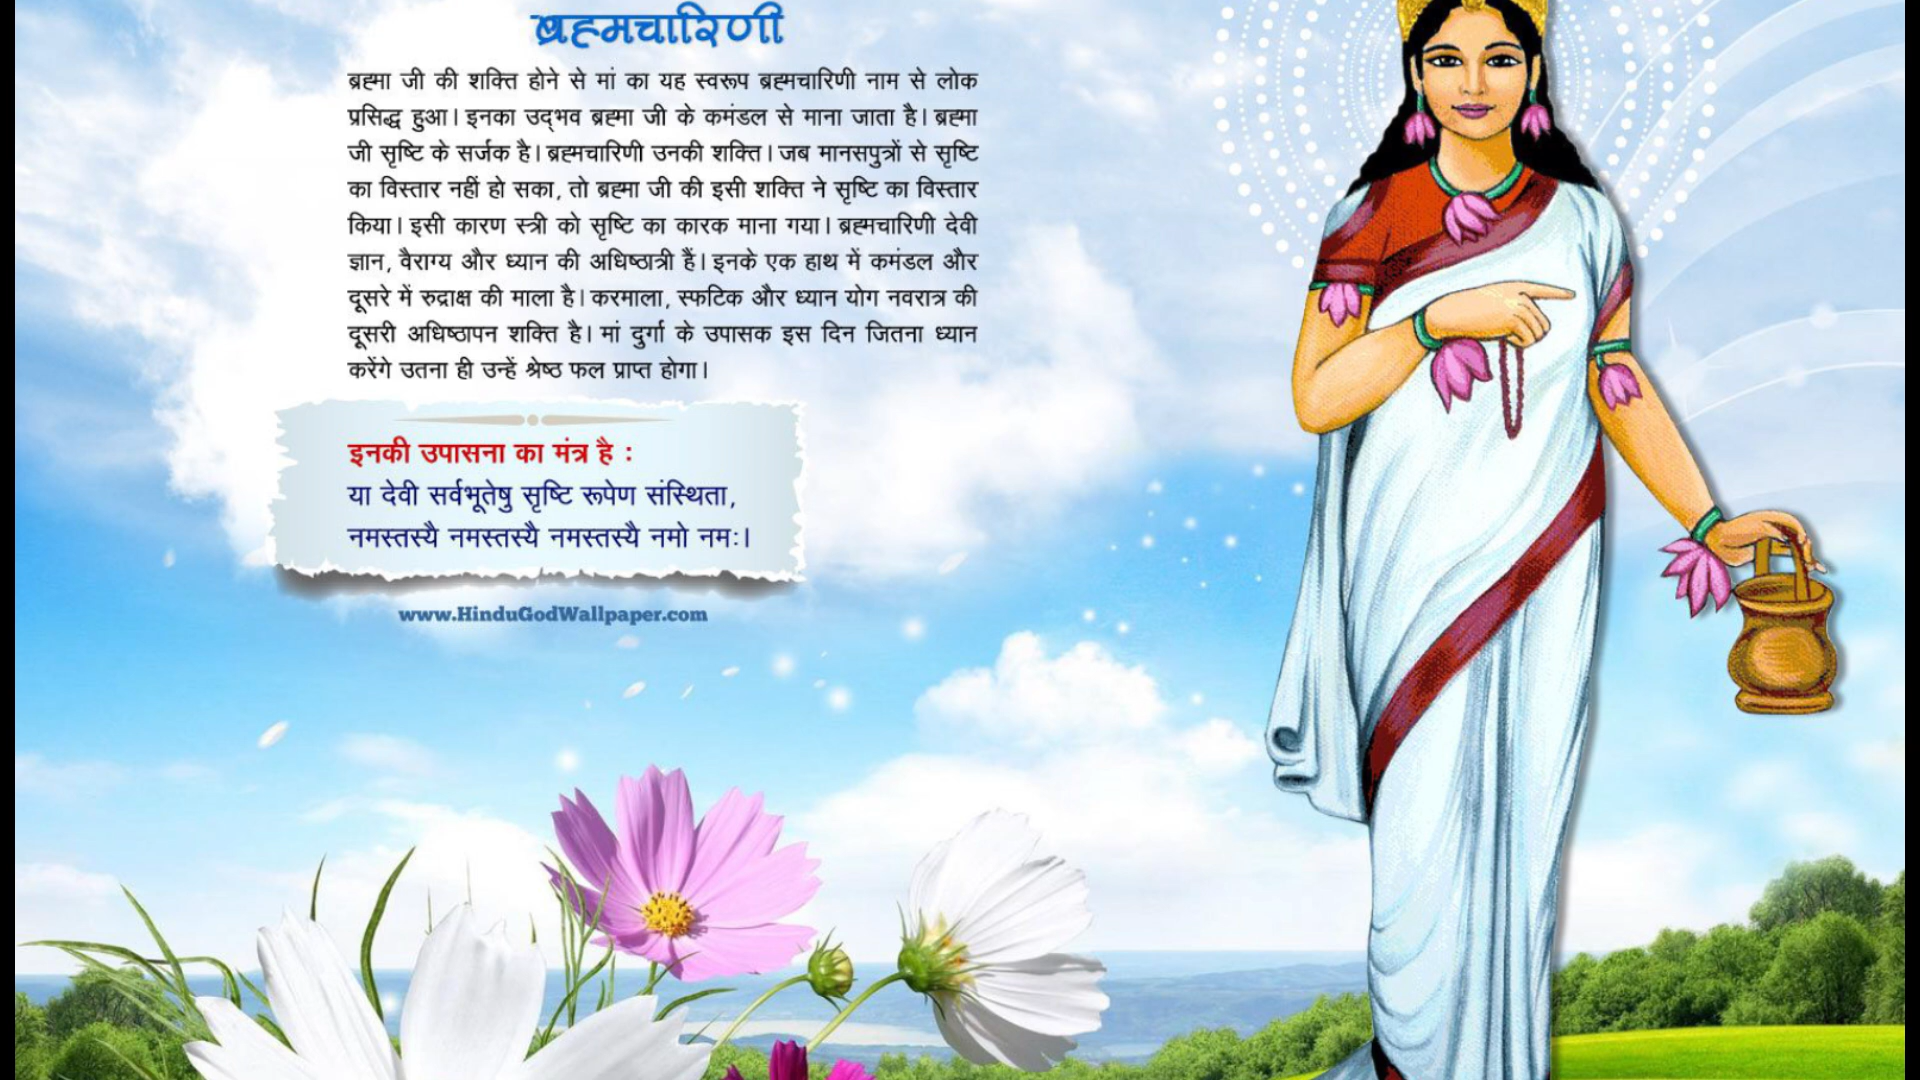 ब्रह्मचारिणी
ब्रह्मा जी की शक्ति होने से मां का यह स्वरूप ब्रह्मचारिणी नाम से लोक
प्रसिद्ध हुआ। इनका उद्भव ब्रह्मा जी के कमंडल से माना जाता है। ब्रह्मा
जी सृष्टि के सर्जक है। ब्रह्मचारिणी उनकी शक्ति। जब मानसपुत्रों से सृष्टि
का विस्तार नहीं हो सका, तो ब्रह्मा जी की इसी शक्ति ने सृष्टि का विस्तार
किया। इसी कारण स्त्री को सृष्टि का कारक माना गया। ब्रह्मचारिणी देवी
ज्ञान, वैराग्य और ध्यान की अधिष्ठात्री हैं। इनके एक हाथ में कमंडल और
दूसरे में रुद्राक्ष की माला है। करमाला, स्फटिक और ध्यान योग नवरात्र की
दूसरी अधिष्ठापन शक्ति है। मां दुर्गा के उपासक इस दिन जितना ध्यान
करेंगे उतना ही उन्हें श्रेष्ठ फल प्राप्त होगा।
इनकी उपासना का मंत्र है :
या देवी सर्वभूतेषु सृष्टि रूपेण संस्थिता,
नमस्तस्यै नमस्तस्यै नमस्तस्यै नमो नमः।
www.HinduGodWallpaper.com